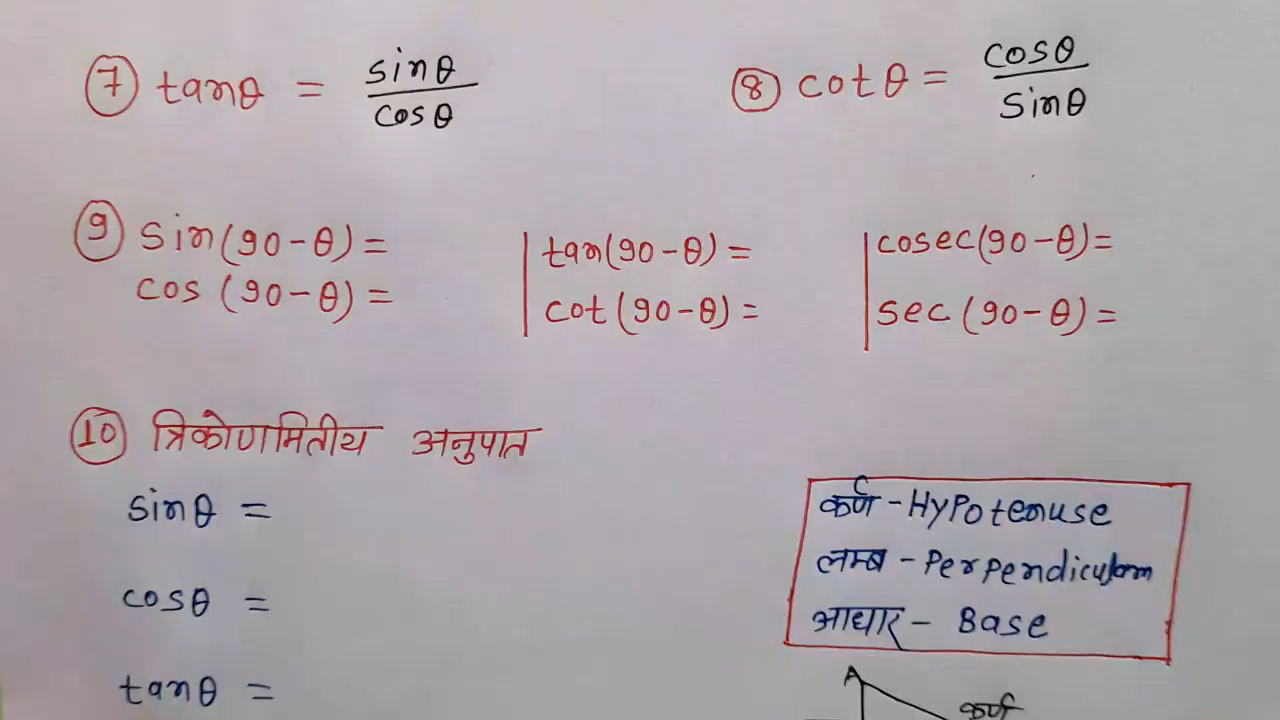 7 tanθ = sinθ/cosθ
8 cotθ = cosθ/sinθ
9 sin(90-θ)=
cos (90-θ)=
tan(90-θ)=
cot (90-θ)=
cosec(90-θ)=
sec (90-θ)=
10 त्रिकोणमितीय अनुपात
sinθ =
cosθ =
tanθ =
कर्ण - Hypotenuse
लम्ब -
आधार - Base
A
कर्ण